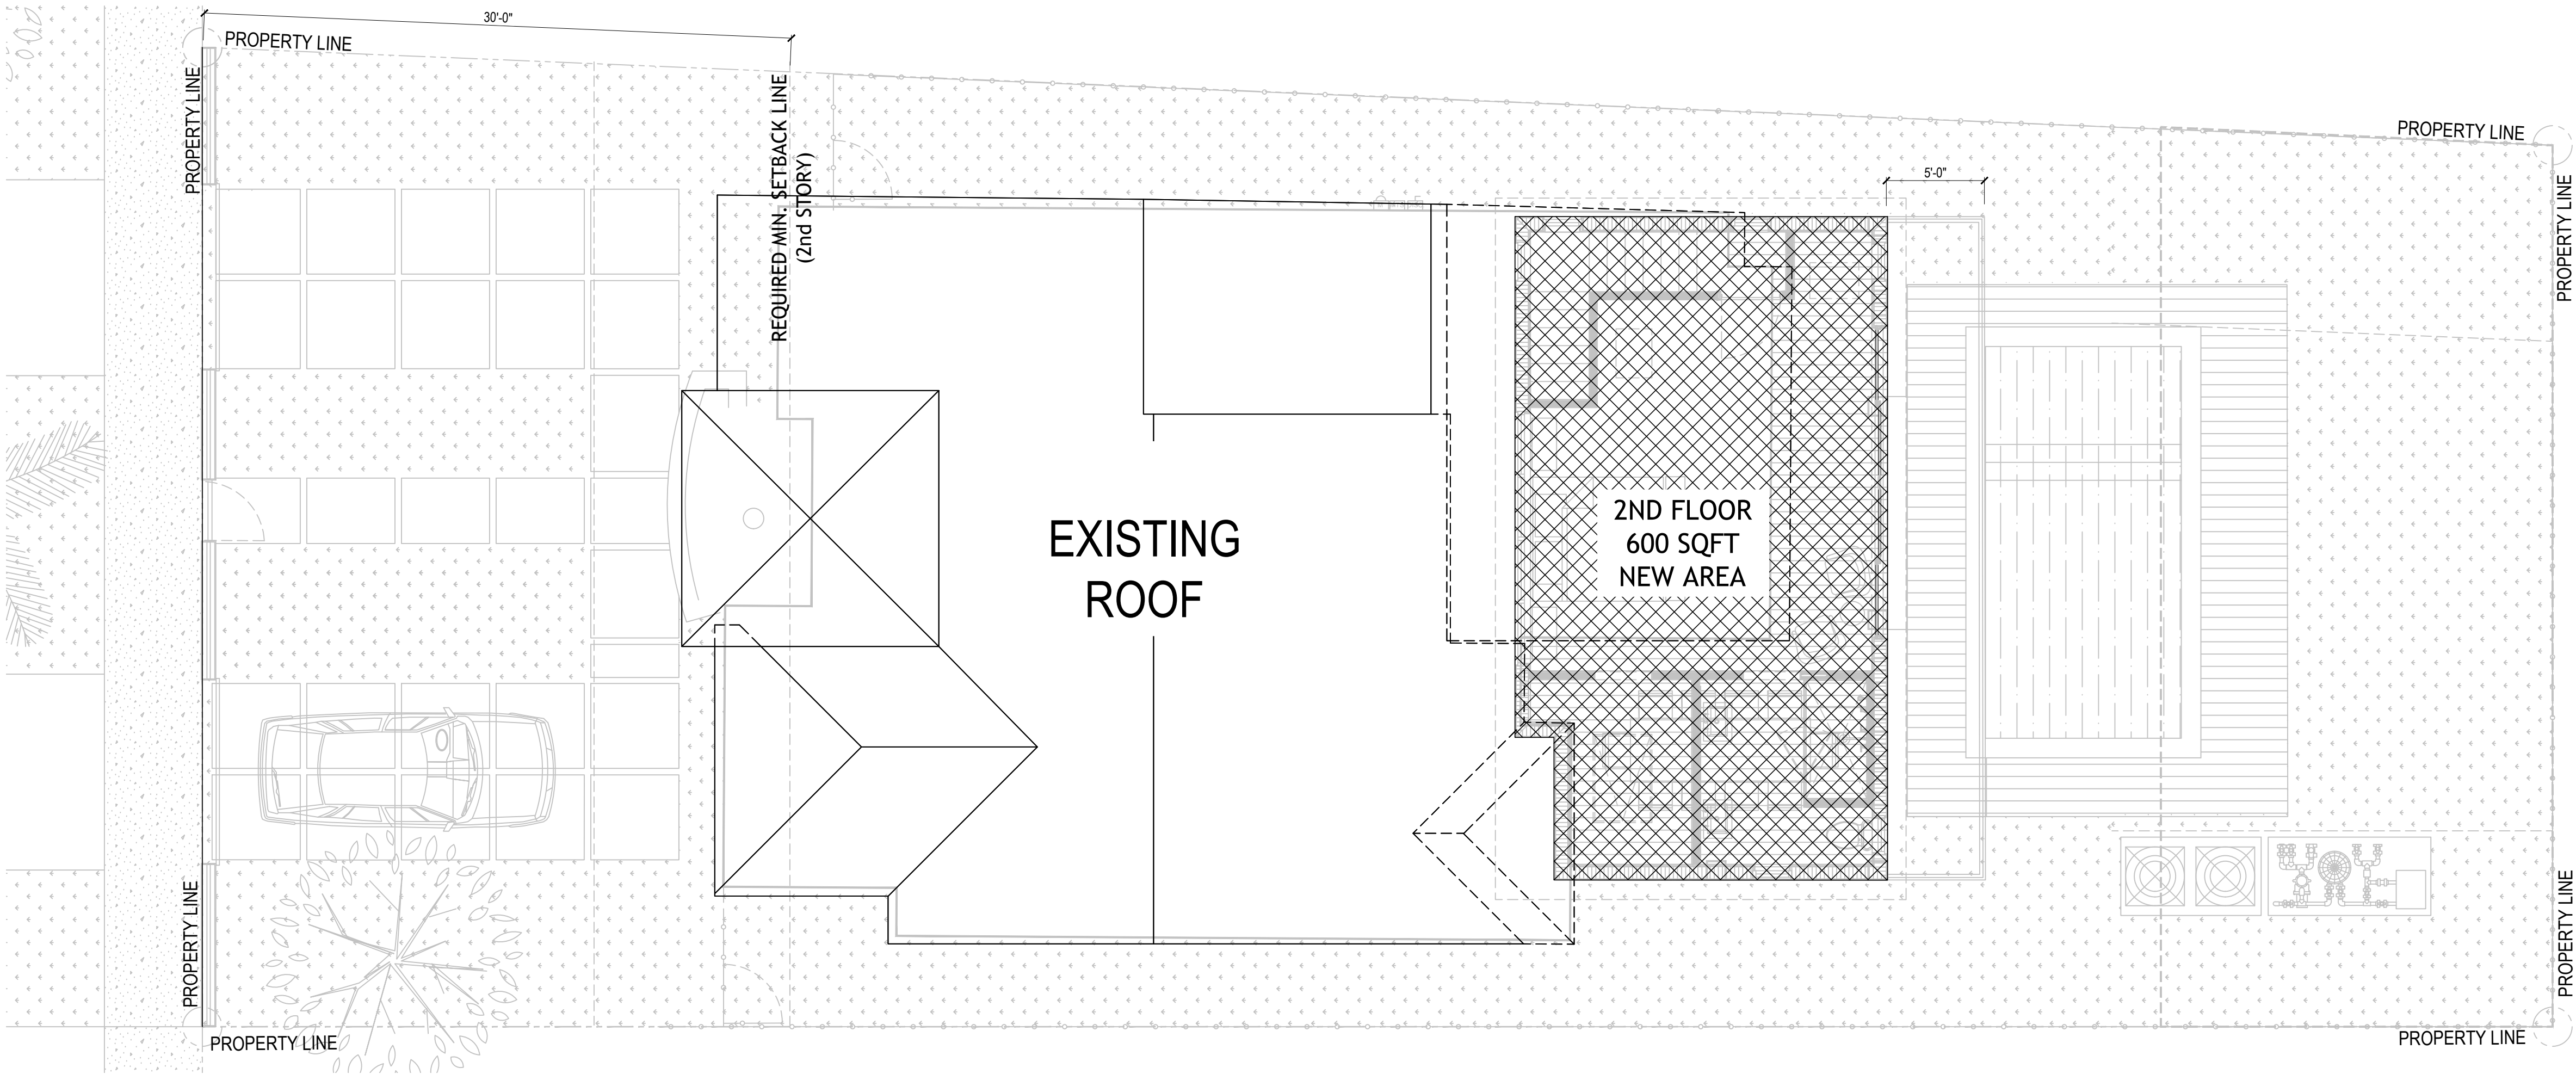 30'-0"
PROPERTY LINE
PROPERTY LINE
REQUIRED MIN. SETBACK LINE
(2nd STORY)
PROPERTY LINE
PROPERTY LINE
5'-0"
EXISTING
ROOF
2ND FLOOR
600 SQFT
NEW AREA
PROPERTY LINE
PROPERTY LINE
PROPERTY LINE
PROPERTY LINE